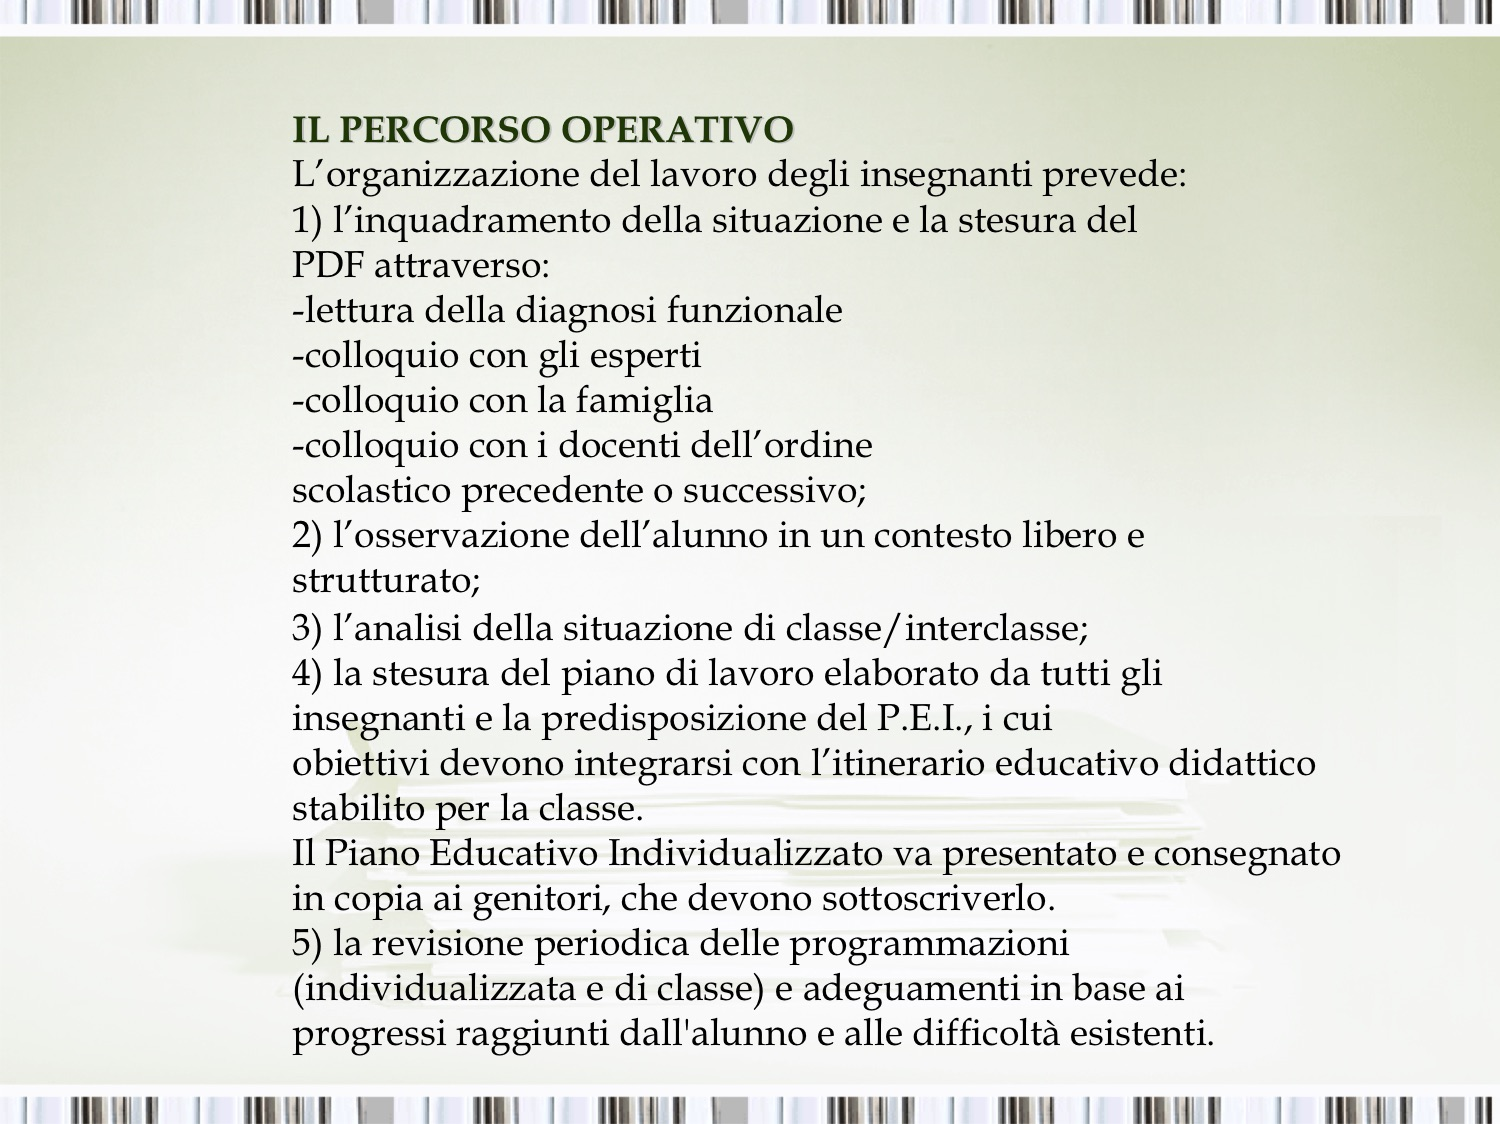 IL PERCORSO OPERATIVO
L’organizzazione del lavoro degli insegnanti prevede:
1) l’inquadramento della situazione e la stesura del
PDF attraverso:
-lettura della diagnosi funzionale
-colloquio con gli esperti
-colloquio con la famiglia
-colloquio con i docenti dell’ordine
scolastico precedente o successivo;
2) l’osservazione dell’alunno in un contesto libero e
strutturato;
3) l’analisi della situazione di classe/interclasse;
4) la stesura del piano di lavoro elaborato da tutti gli
insegnanti e la predisposizione del P.E.I., i cui
obiettivi devono integrarsi con l’itinerario educativo didattico
stabilito per la classe.
Il Piano Educativo Individualizzato va presentato e consegnato
in copia ai genitori, che devono sottoscriverlo.
5) la revisione periodica delle programmazioni
(individualizzata e di classe) e adeguamenti in base ai
progressi raggiunti dall'alunno e alle difficoltà esistenti.